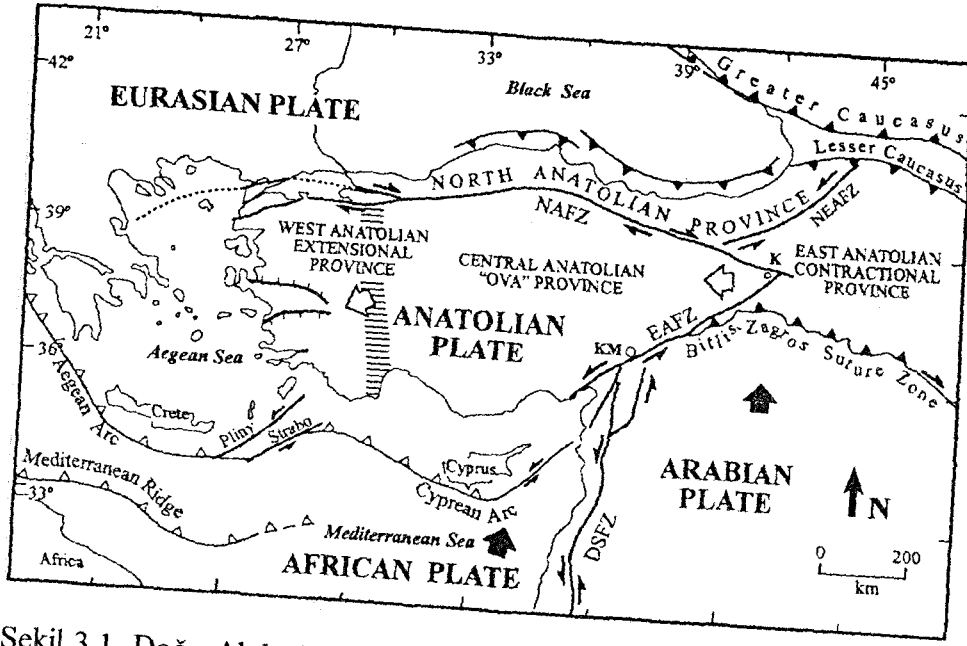 21°
27°
33°
39°
45°
42°
EURASIAN PLATE
Black Sea
Greater Caucasus
Lesser Caucasus
39°
NORTH ANATOLIAN PROVINCE
NAFZ
NEAFZ
WEST ANATOLIAN
EXTENSIONAL
PROVINCE
CENTRAL ANATOLIAN
"OVA" PROVINCE
K
EAST ANATOLIAN
CONTRACTIONAL
PROVINCE
ANATOLIAN
PLATE
EAFZ
KM
Bitlis-Zagros Suture Zone
36°
Aegean Sea
Aegean Arc
Crete
Pliny
Strabo
Cyprus
Cyprean Arc
ARABIAN
PLATE
N
Mediterranean Ridge
33°
Mediterranean Sea
DSFZ
0
200
km
Africa
AFRICAN PLATE
Şekil 3.1